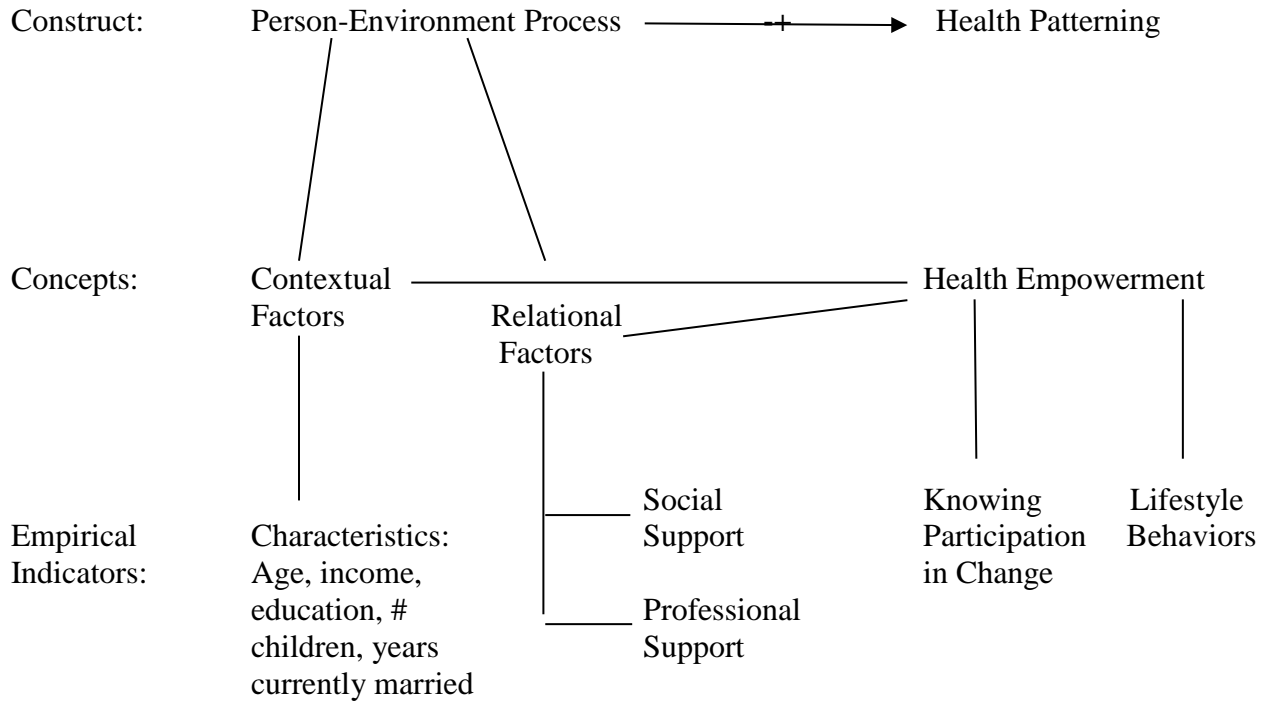 Construct: Person-Environment Process -+ Health Patterning
Concepts: Contextual Factors
Relational Factors
Health Empowerment
Empirical Indicators:
Characteristics:
Age, income,
education, #
children, years
currently married
Social
Support
Professional
Support
Knowing
Participation
in Change
Lifestyle
Behaviors